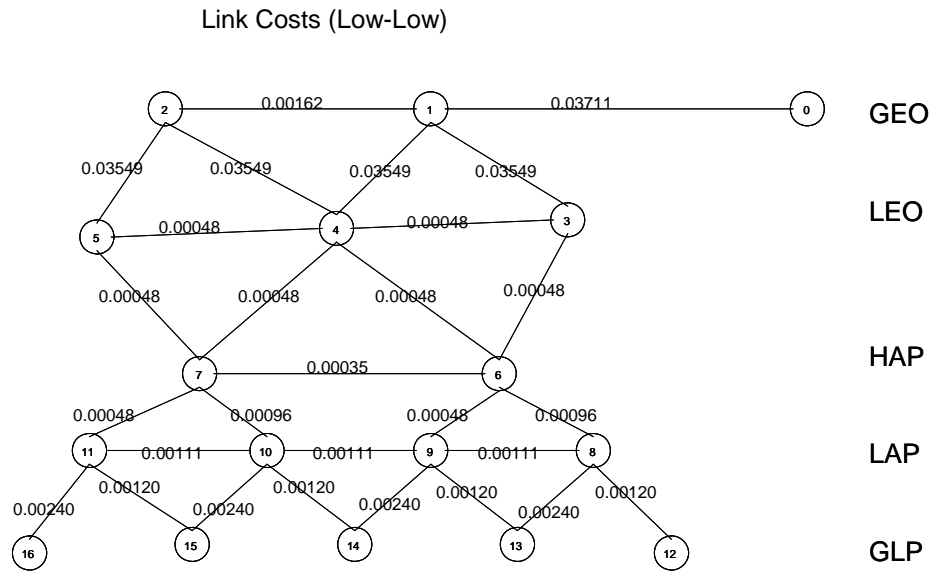 Link Costs (Low-Low)
2 0.00162 1 0.03711 0 GEO
0.03549 0.03549 0.03549 0.03549
5 0.00048 4 0.00048 3 LEO
0.00048 0.00048 0.00048 0.00048
7 0.00035 6 HAP
0.00048 0.00096 0.00048 0.00096
11 0.00111 10 0.00111 9 0.00111 8 LAP
0.00240 0.00120 0.00240 0.00120 0.00240 0.00120 0.00240 0.00120
16 15 14 13 12 GLP